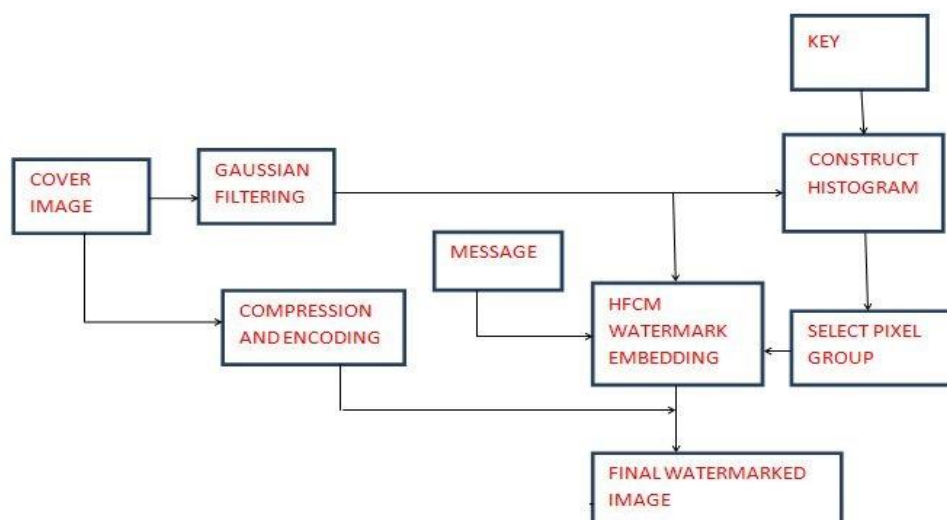 KEY
COVER
IMAGE
GAUSSIAN
FILTERING
CONSTRUCT
HISTOGRAM
MESSAGE
COMPRESSION
AND ENCODING
HFCM
WATERMARK
EMBEDDING
SELECT PIXEL
GROUP
FINAL WATERMARKED
IMAGE